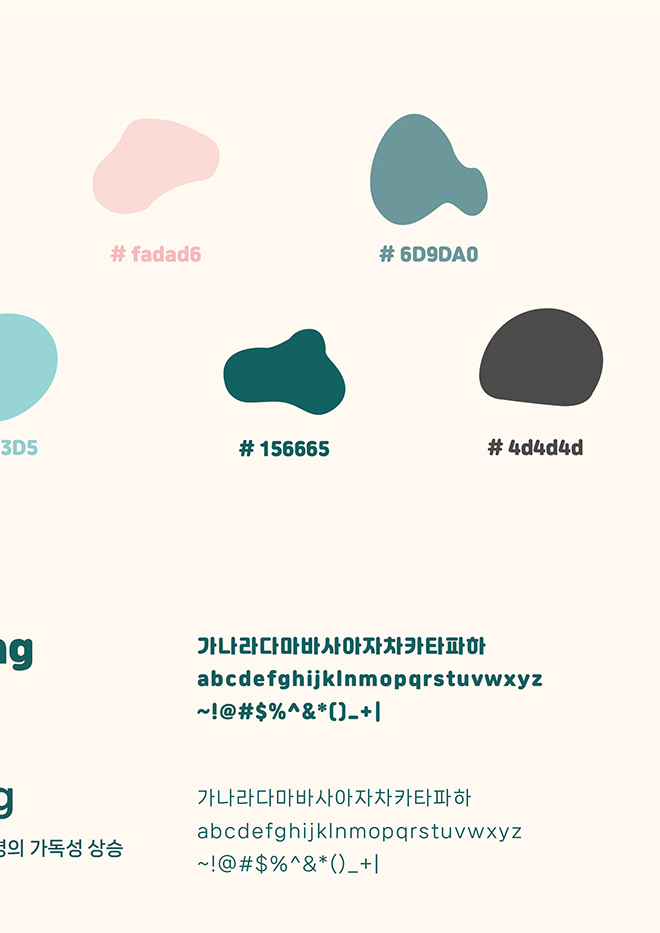 # fadad6
# 6D9DA0
3D5
# 156665
# 4d4d4d
가나라다마바사아자차카타파하
abcdefghijklnmopqrstuvwxyz
~!@#$%^&*()_+|
가나라다마바사아자차카타파하
abcdefghijklnmopqrstuvwxyz
의 가독성 상승
~!@#$%^&*()_+|